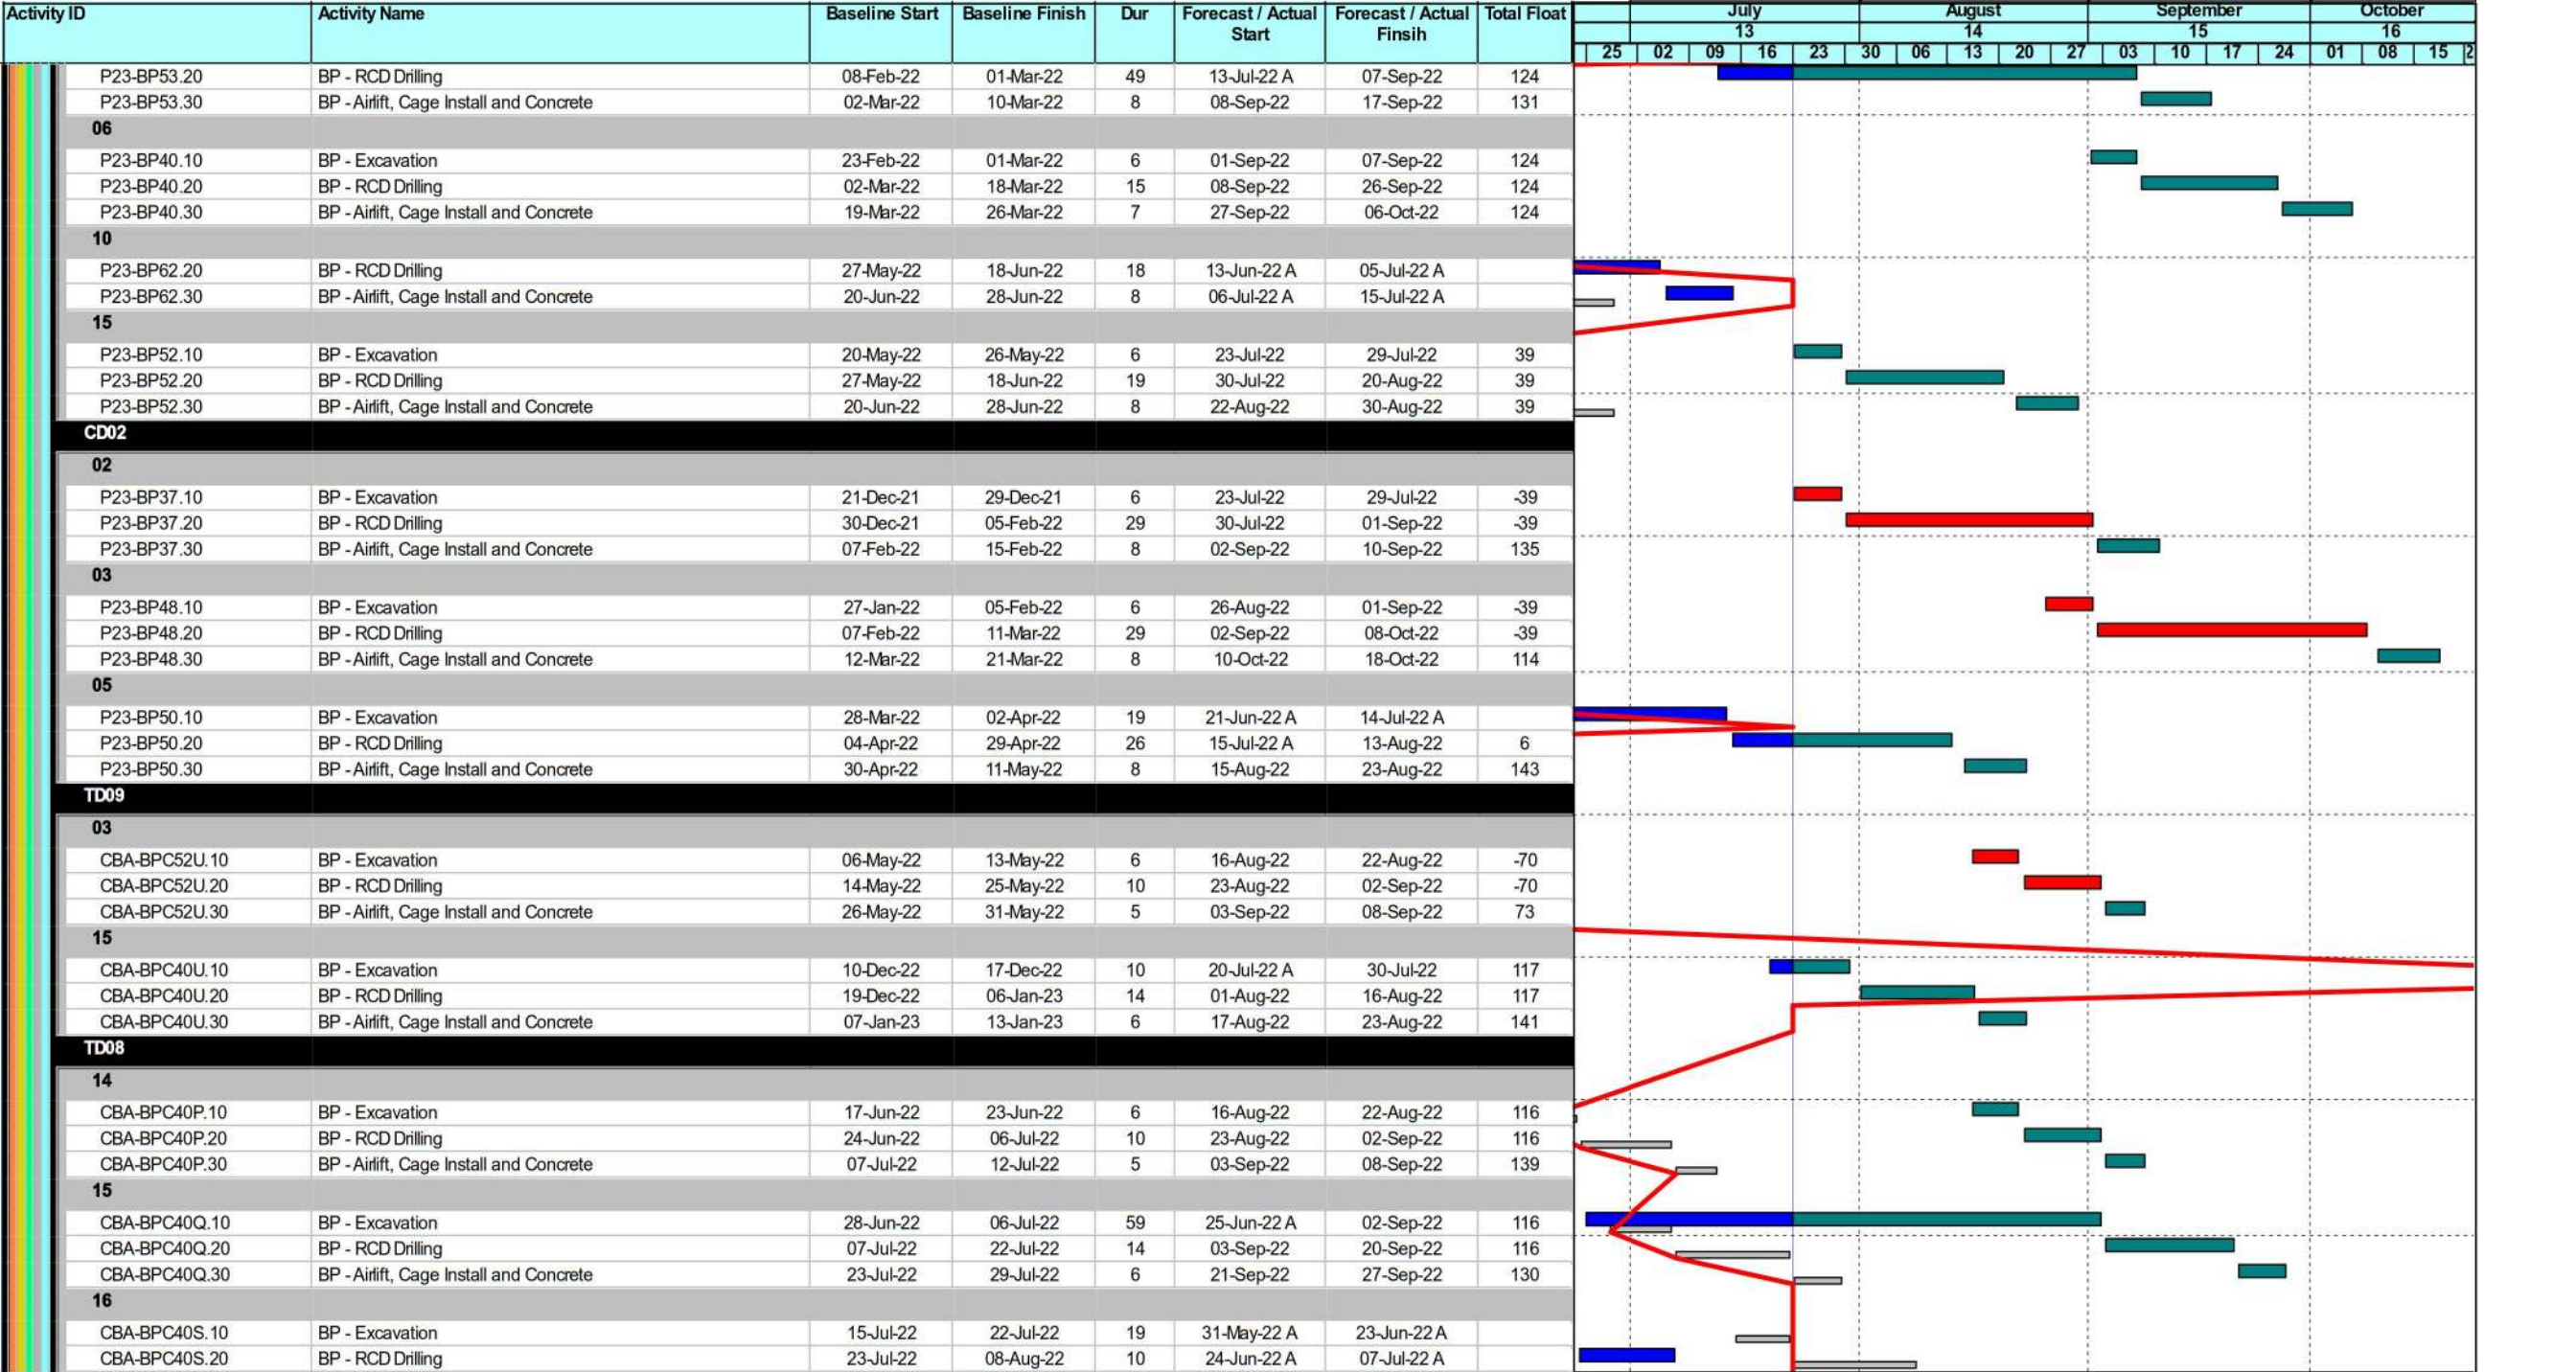 Activity ID Activity Name Baseline Start Baseline Finish Dur Forecast / Actual Start Forecast / Actual Finsih Total Float July August September October
13 14 15 16
25 02 09 16 23 30 06 13 20 27 03 10 17 24 01 08 15 2
P23-BP53.20 BP - RCD Drilling 08-Feb-22 01-Mar-22 49 13-Jul-22 A 07-Sep-22 124
P23-BP53.30 BP - Airlift, Cage Install and Concrete 02-Mar-22 10-Mar-22 8 08-Sep-22 17-Sep-22 131
06
P23-BP40.10 BP - Excavation 23-Feb-22 01-Mar-22 6 01-Sep-22 07-Sep-22 124
P23-BP40.20 BP - RCD Drilling 02-Mar-22 18-Mar-22 15 08-Sep-22 26-Sep-22 124
P23-BP40.30 BP - Airlift, Cage Install and Concrete 19-Mar-22 26-Mar-22 7 27-Sep-22 06-Oct-22 124
10
P23-BP62.20 BP - RCD Drilling 27-May-22 18-Jun-22 18 13-Jun-22 A 05-Jul-22 A
P23-BP62.30 BP - Airlift, Cage Install and Concrete 20-Jun-22 28-Jun-22 8 06-Jul-22 A 15-Jul-22 A
15
P23-BP52.10 BP - Excavation 20-May-22 26-May-22 6 23-Jul-22 29-Jul-22 39
P23-BP52.20 BP - RCD Drilling 27-May-22 18-Jun-22 19 30-Jul-22 20-Aug-22 39
P23-BP52.30 BP - Airlift, Cage Install and Concrete 20-Jun-22 28-Jun-22 8 22-Aug-22 30-Aug-22 39
CD02
02
P23-BP37.10 BP - Excavation 21-Dec-21 29-Dec-21 6 23-Jul-22 29-Jul-22 -39
P23-BP37.20 BP - RCD Drilling 30-Dec-21 05-Feb-22 29 30-Jul-22 01-Sep-22 -39
P23-BP37.30 BP - Airlift, Cage Install and Concrete 07-Feb-22 15-Feb-22 8 02-Sep-22 10-Sep-22 135
03
P23-BP48.10 BP - Excavation 27-Jan-22 05-Feb-22 6 26-Aug-22 01-Sep-22 -39
P23-BP48.20 BP - RCD Drilling 07-Feb-22 11-Mar-22 29 02-Sep-22 08-Oct-22 -39
P23-BP48.30 BP - Airlift, Cage Install and Concrete 12-Mar-22 21-Mar-22 8 10-Oct-22 18-Oct-22 114
05
P23-BP50.10 BP - Excavation 28-Mar-22 02-Apr-22 19 21-Jun-22 A 14-Jul-22 A
P23-BP50.20 BP - RCD Drilling 04-Apr-22 29-Apr-22 26 15-Jul-22 A 13-Aug-22 6
P23-BP50.30 BP - Airlift, Cage Install and Concrete 30-Apr-22 11-May-22 8 15-Aug-22 23-Aug-22 143
TD09
03
CBA-BPC52U.10 BP - Excavation 06-May-22 13-May-22 6 16-Aug-22 22-Aug-22 -70
CBA-BPC52U.20 BP - RCD Drilling 14-May-22 25-May-22 10 23-Aug-22 02-Sep-22 -70
CBA-BPC52U.30 BP - Airlift, Cage Install and Concrete 26-May-22 31-May-22 5 03-Sep-22 08-Sep-22 73
15
CBA-BPC40U.10 BP - Excavation 10-Dec-22 17-Dec-22 10 20-Jul-22 A 30-Jul-22 117
CBA-BPC40U.20 BP - RCD Drilling 19-Dec-22 06-Jan-23 14 01-Aug-22 16-Aug-22 117
CBA-BPC40U.30 BP - Airlift, Cage Install and Concrete 07-Jan-23 13-Jan-23 6 17-Aug-22 23-Aug-22 141
TD08
14
CBA-BPC40P.10 BP - Excavation 17-Jun-22 23-Jun-22 6 16-Aug-22 22-Aug-22 116
CBA-BPC40P.20 BP - RCD Drilling 24-Jun-22 06-Jul-22 10 23-Aug-22 02-Sep-22 116
CBA-BPC40P.30 BP - Airlift, Cage Install and Concrete 07-Jul-22 12-Jul-22 5 03-Sep-22 08-Sep-22 139
15
CBA-BPC40Q.10 BP - Excavation 28-Jun-22 06-Jul-22 59 25-Jun-22 A 02-Sep-22 116
CBA-BPC40Q.20 BP - RCD Drilling 07-Jul-22 22-Jul-22 14 03-Sep-22 20-Sep-22 116
CBA-BPC40Q.30 BP - Airlift, Cage Install and Concrete 23-Jul-22 29-Jul-22 6 21-Sep-22 27-Sep-22 130
16
CBA-BPC40S.10 BP - Excavation 15-Jul-22 22-Jul-22 19 31-May-22 A 23-Jun-22 A
CBA-BPC40S.20 BP - RCD Drilling 23-Jul-22 08-Aug-22 10 24-Jun-22 A 07-Jul-22 A